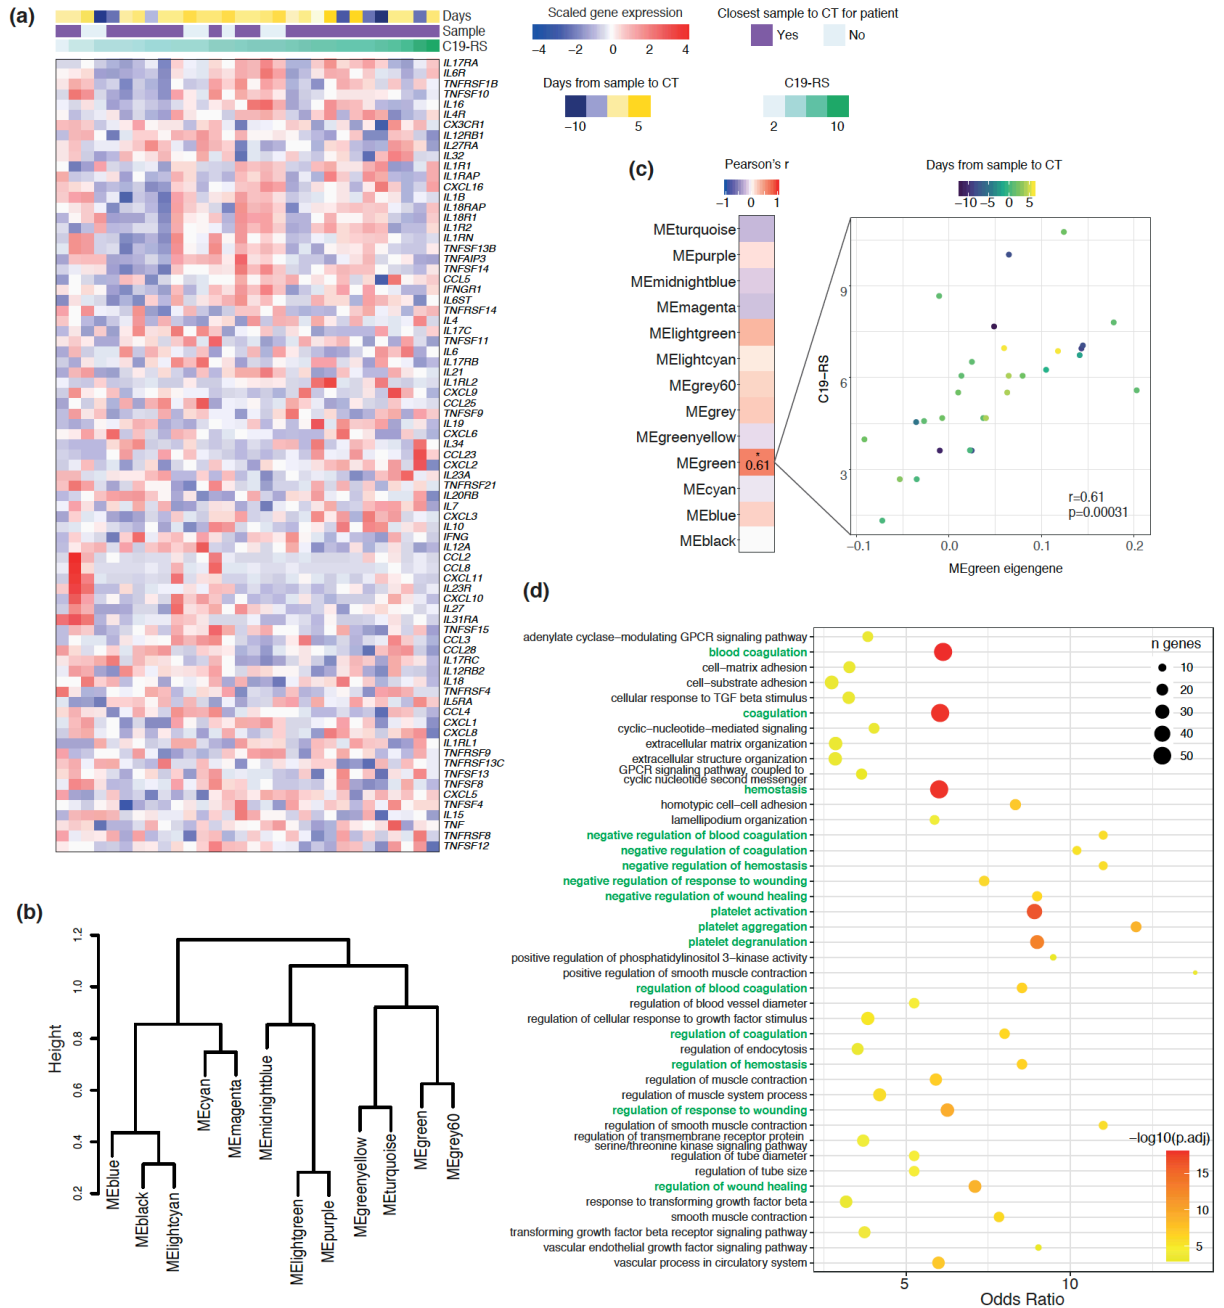 (a)
Days
Sample
C19-RS
Scaled gene expression
−4 −2 0 2 4
Closest sample to CT for patient
Yes No
Days from sample to CT
−10 5
C19-RS
2 10
IL17RA
IL6R
TNFRSF1B
TNFSF10
IL16
IL4R
CX3CR1
IL12RB1
IL27RA
IL32
IL1R1
IL1RAP
CXCL16
IL1B
IL18RAP
IL18R1
IL1R2
IL1RN
TNFSF13B
TNFAIP3
TNFSF14
CCL5
IFNGR1
IL6ST
TNFRSF14
IL4
IL17C
TNFSF11
IL6
IL17RB
IL21
IL1RL2
CXCL9
CCL25
TNFSF9
IL19
CXCL6
IL34
CCL23
CXCL2
IL23A
TNFRSF21
IL20RB
IL7
CXCL3
IL10
IFNG
IL12A
CCL2
CCL8
CXCL11
IL23R
CXCL10
IL27
IL31RA
TNFSF15
CCL3
CCL28
IL17RC
IL12RB2
IL18
TNFRSF4
IL5RA
CCL4
CXCL1
CXCL8
IL1RL1
TNFRSF9
TNFRSF13C
TNFSF13
TNFSF8
CXCL5
TNFSF4
IL15
TNF
TNFRSF8
TNFSF12
(b)
Height
0.2 0.4 0.6 0.8 1.0 1.2
MEblue
MEblack
MElightcyan
MEcyan
MEmagenta
MEmidnightblue
MElightgreen
MEpurple
MEgreenyellow
MEturquoise
MEgreen
MEgrey60
(c)
Pearson's r
−1 0 1
MEturquoise
MEpurple
MEmidnightblue
MEmagenta
MElightgreen
MElightcyan
MEgrey60
MEgrey
MEgreenyellow
MEgreen
MEcyan
MEblue
MEblack
*
0.61
Days from sample to CT
−10 −5 0 5
C19−RS
9
6
3
r=0.61
p=0.00031
−0.1 0.0 0.1 0.2
MEgreen eigengene
(d)
adenylate cyclase−modulating GPCR signaling pathway
blood coagulation
cell−matrix adhesion
cell−substrate adhesion
cellular response to TGF beta stimulus
coagulation
cyclic−nucleotide−mediated signaling
extracellular matrix organization
extracellular structure organization
GPCR signaling pathway, coupled to
cyclic nucleotide second messenger
hemostasis
homotypic cell−cell adhesion
lamellipodium organization
negative regulation of blood coagulation
negative regulation of coagulation
negative regulation of hemostasis
negative regulation of response to wounding
negative regulation of wound healing
platelet activation
platelet aggregation
platelet degranulation
positive regulation of phosphatidylinositol 3−kinase activity
positive regulation of smooth muscle contraction
regulation of blood coagulation
regulation of blood vessel diameter
regulation of cellular response to growth factor stimulus
regulation of coagulation
regulation of endocytosis
regulation of hemostasis
regulation of muscle contraction
regulation of muscle system process
regulation of response to wounding
regulation of smooth muscle contraction
regulation of transmembrane receptor protein
serine/threonine kinase signaling pathway
regulation of tube diameter
regulation of tube size
regulation of wound healing
response to transforming growth factor beta
smooth muscle contraction
transforming growth factor beta receptor signaling pathway
vascular endothelial growth factor signaling pathway
vascular process in circulatory system
n genes
10
20
30
40
50
−log10(p.adj)
15
10
5
5 10
Odds Ratio